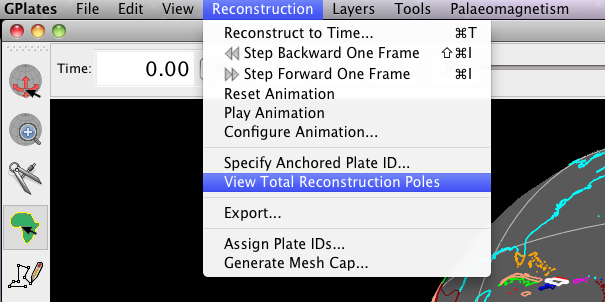 GPlates File Edit View Reconstruction Layers Tools Palaeomagnetism
Time: 0.00
Reconstruct to Time... ⌘T
Step Backward One Frame ⇧⌘I
Step Forward One Frame ⌘I
Reset Animation
Play Animation
Configure Animation...
Specify Anchored Plate ID...
View Total Reconstruction Poles
Export...
Assign Plate IDs...
Generate Mesh Cap...